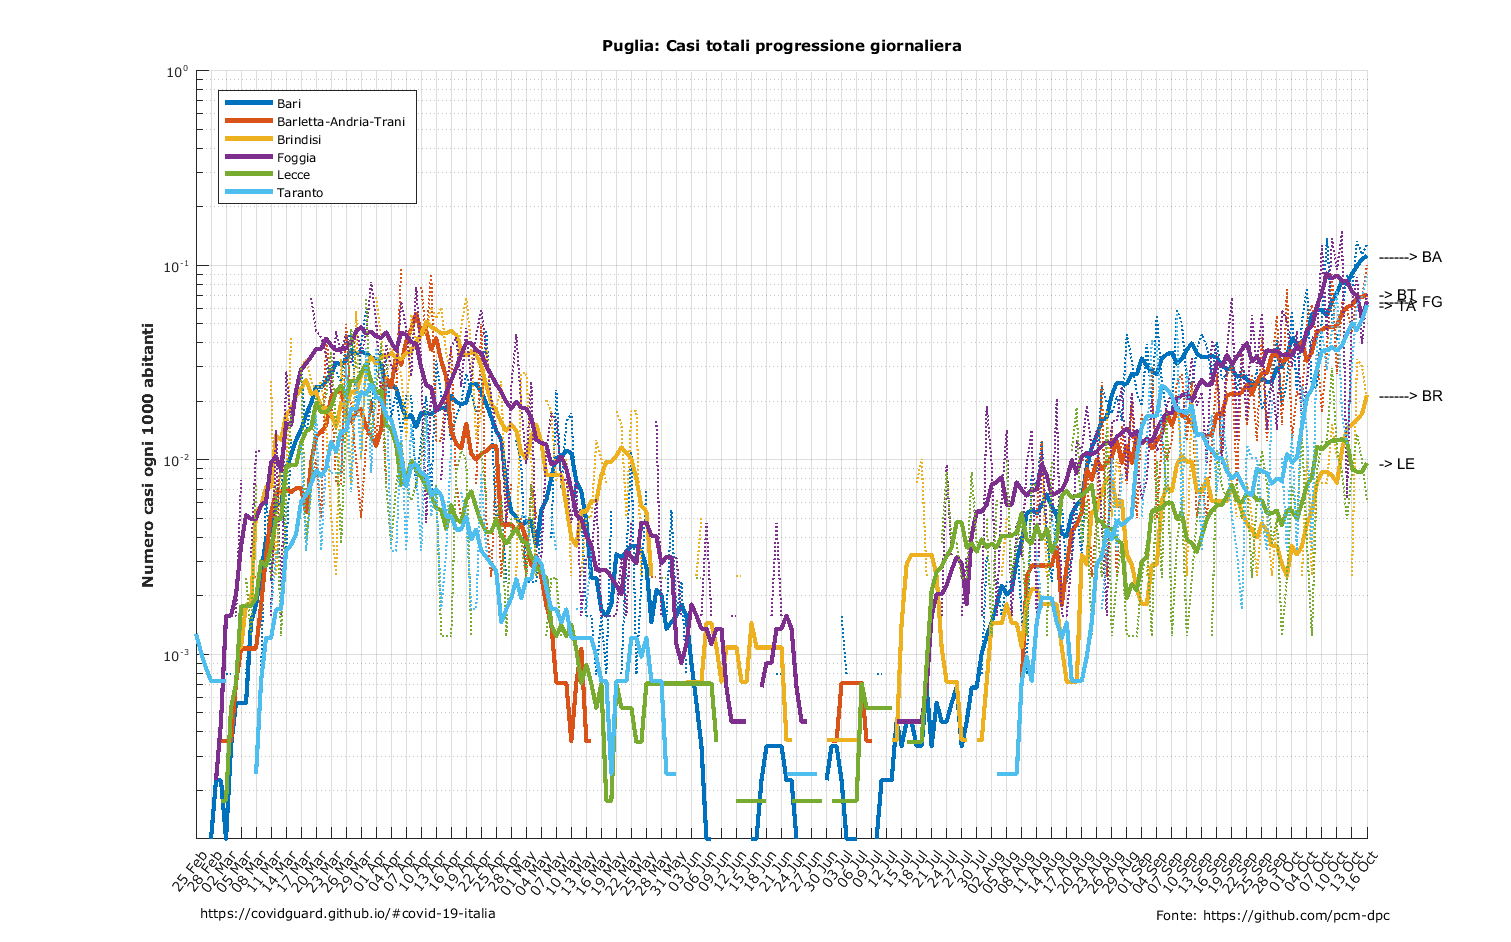 Puglia: Casi totali progressione giornaliera
Numero casi ogni 1000 abitanti
10^0
10^-1
10^-2
10^-3
Bari
Barletta-Andria-Trani
Brindisi
Foggia
Lecce
Taranto
------> BA
-> BT
------> FG
-> TA
------> BR
-> LE
25 Feb
28 Feb
02 Mar
05 Mar
08 Mar
11 Mar
14 Mar
17 Mar
20 Mar
23 Mar
26 Mar
29 Mar
01 Apr
04 Apr
07 Apr
10 Apr
13 Apr
16 Apr
19 Apr
22 Apr
25 Apr
28 Apr
01 May
04 May
07 May
10 May
13 May
16 May
19 May
22 May
25 May
28 May
31 May
03 Jun
06 Jun
09 Jun
12 Jun
15 Jun
18 Jun
21 Jun
24 Jun
27 Jun
30 Jun
03 Jul
06 Jul
09 Jul
12 Jul
15 Jul
18 Jul
21 Jul
24 Jul
27 Jul
30 Jul
02 Aug
05 Aug
08 Aug
11 Aug
14 Aug
17 Aug
20 Aug
23 Aug
26 Aug
29 Aug
01 Sep
04 Sep
07 Sep
10 Sep
13 Sep
16 Sep
19 Sep
22 Sep
25 Sep
28 Sep
01 Oct
04 Oct
07 Oct
10 Oct
13 Oct
16 Oct
https://covidguard.github.io/#covid-19-italia
Fonte: https://github.com/pcm-dpc